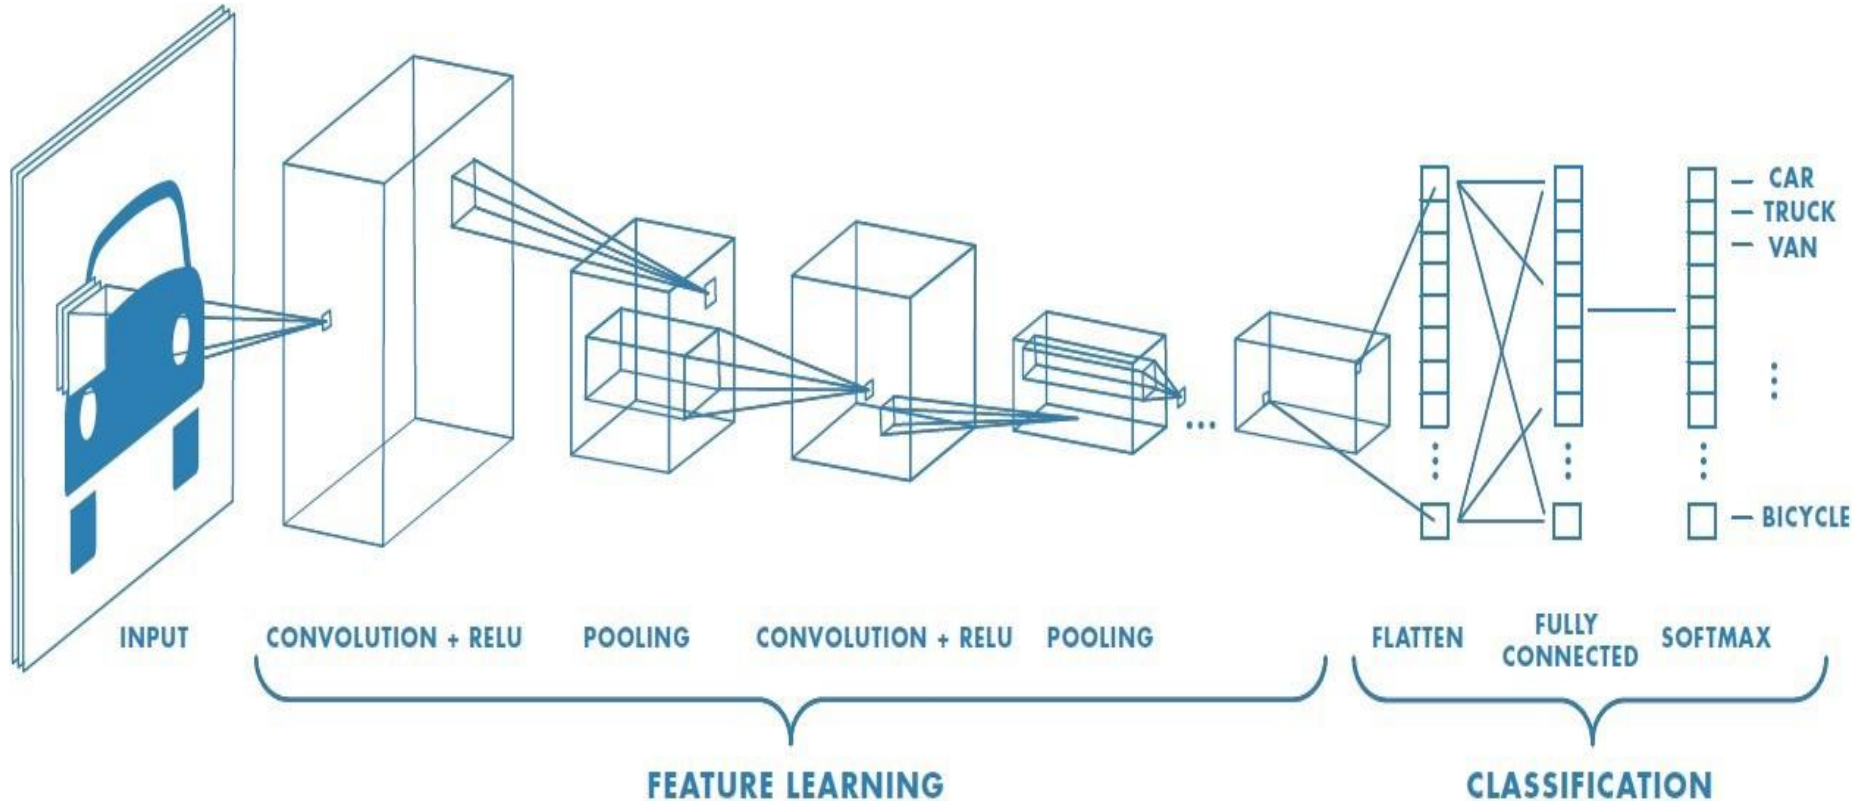 CAR
TRUCK
VAN
BICYCLE
INPUT
CONVOLUTION + RELU
POOLING
CONVOLUTION + RELU
POOLING
FLATTEN
FULLY
CONNECTED
SOFTMAX
FEATURE LEARNING
CLASSIFICATION